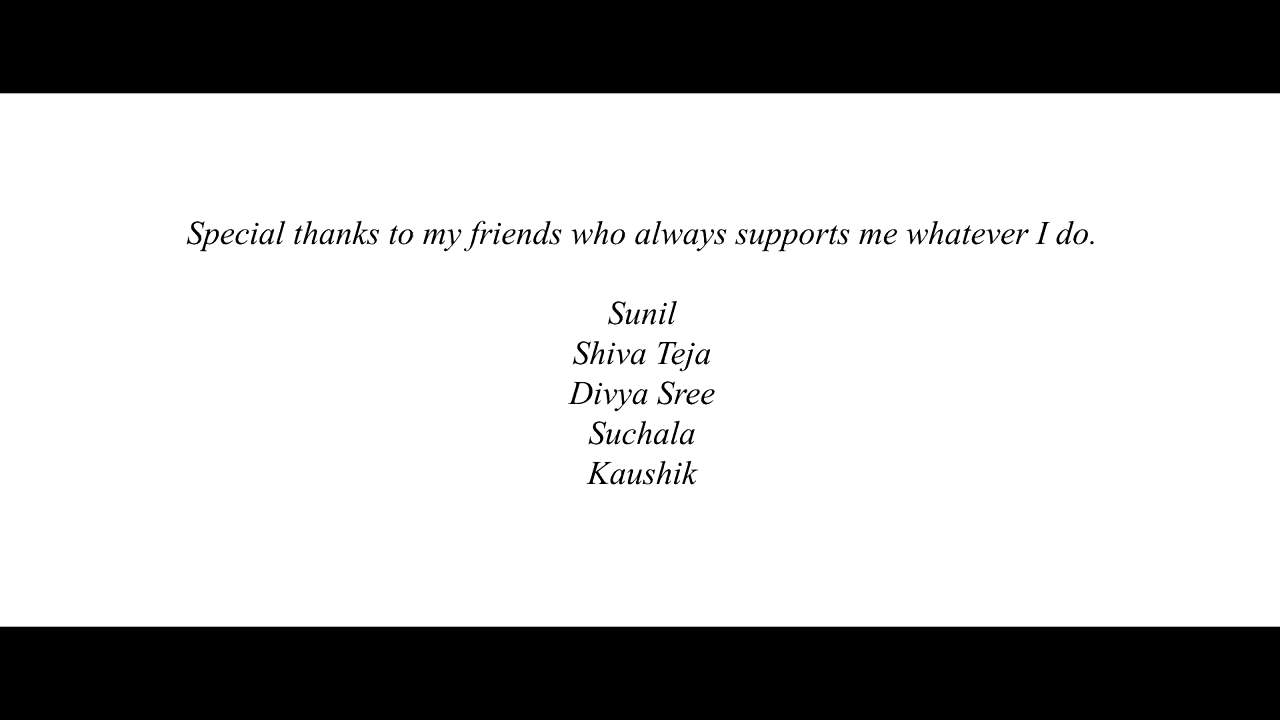 Special thanks to my friends who always supports me whatever I do.
Sunil
Shiva Teja
Divya Sree
Suchala
Kaushik